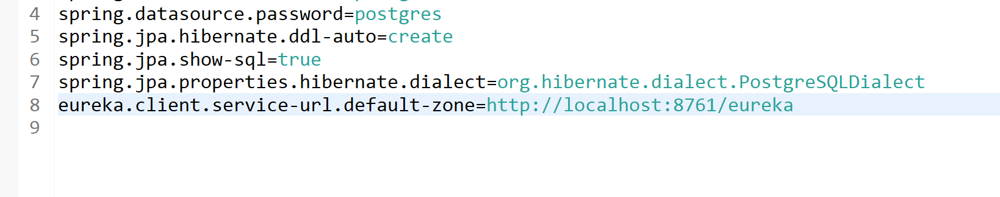 4 spring.datasource.password=postgres
5 spring.jpa.hibernate.ddl-auto=create
6 spring.jpa.show-sql=true
7 spring.jpa.properties.hibernate.dialect=org.hibernate.dialect.PostgreSQLDialect
8 eureka.client.service-url.default-zone=http://localhost:8761/eureka
9